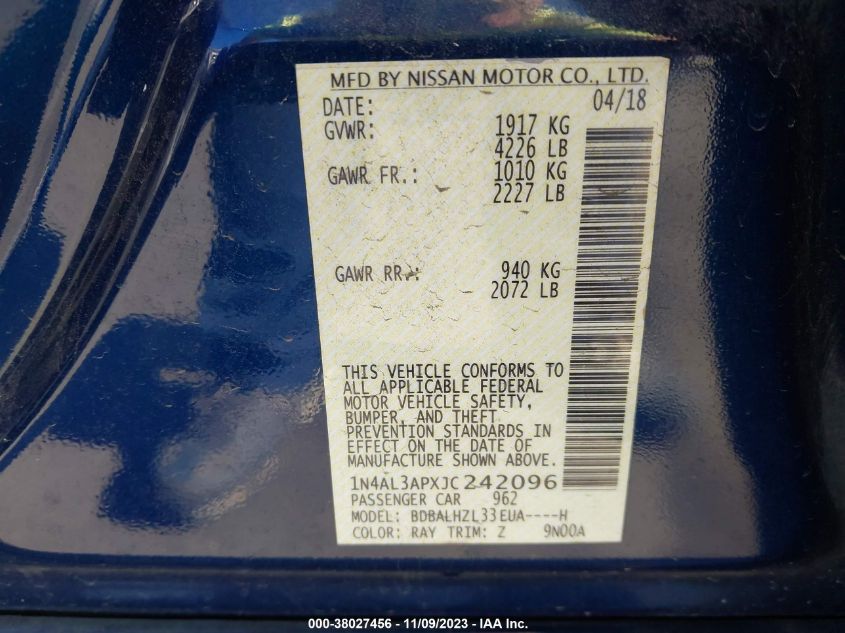 MFD BY NISSAN MOTOR CO., LTD.
DATE: 04/18
GVWR: 1917 KG
4226 LB
GAWR FR.: 1010 KG
2227 LB
GAWR RR.: 940 KG
2072 LB
THIS VEHICLE CONFORMS TO
ALL APPLICABLE FEDERAL
MOTOR VEHICLE SAFETY,
BUMPER, AND THEFT
PREVENTION STANDARDS IN
EFFECT ON THE DATE OF
MANUFACTURE SHOWN ABOVE.
1N4AL3APXJC242096
PASSENGER CAR 962
MODEL: BDBALHZL33EUA----H
COLOR: RAY TRIM: Z 9N00A
000-38027456 - 11/09/2023 - IAA Inc.